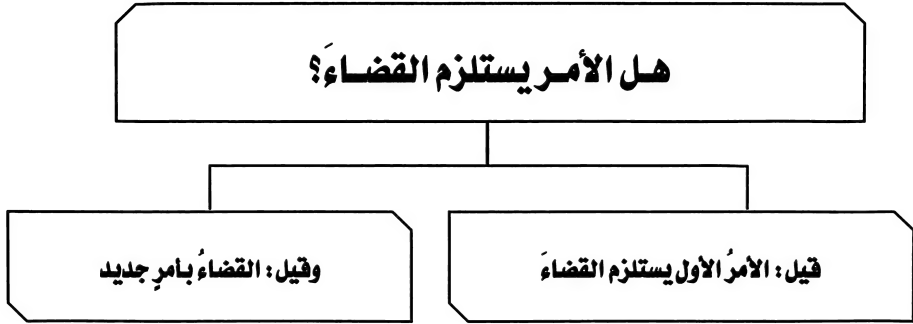 هل الأمر يستلزم القضاءَ؟
قيل: الأمرُ الأول يستلزم القضاءَ
وقيل: القضاءُ بأمرٍ جديد